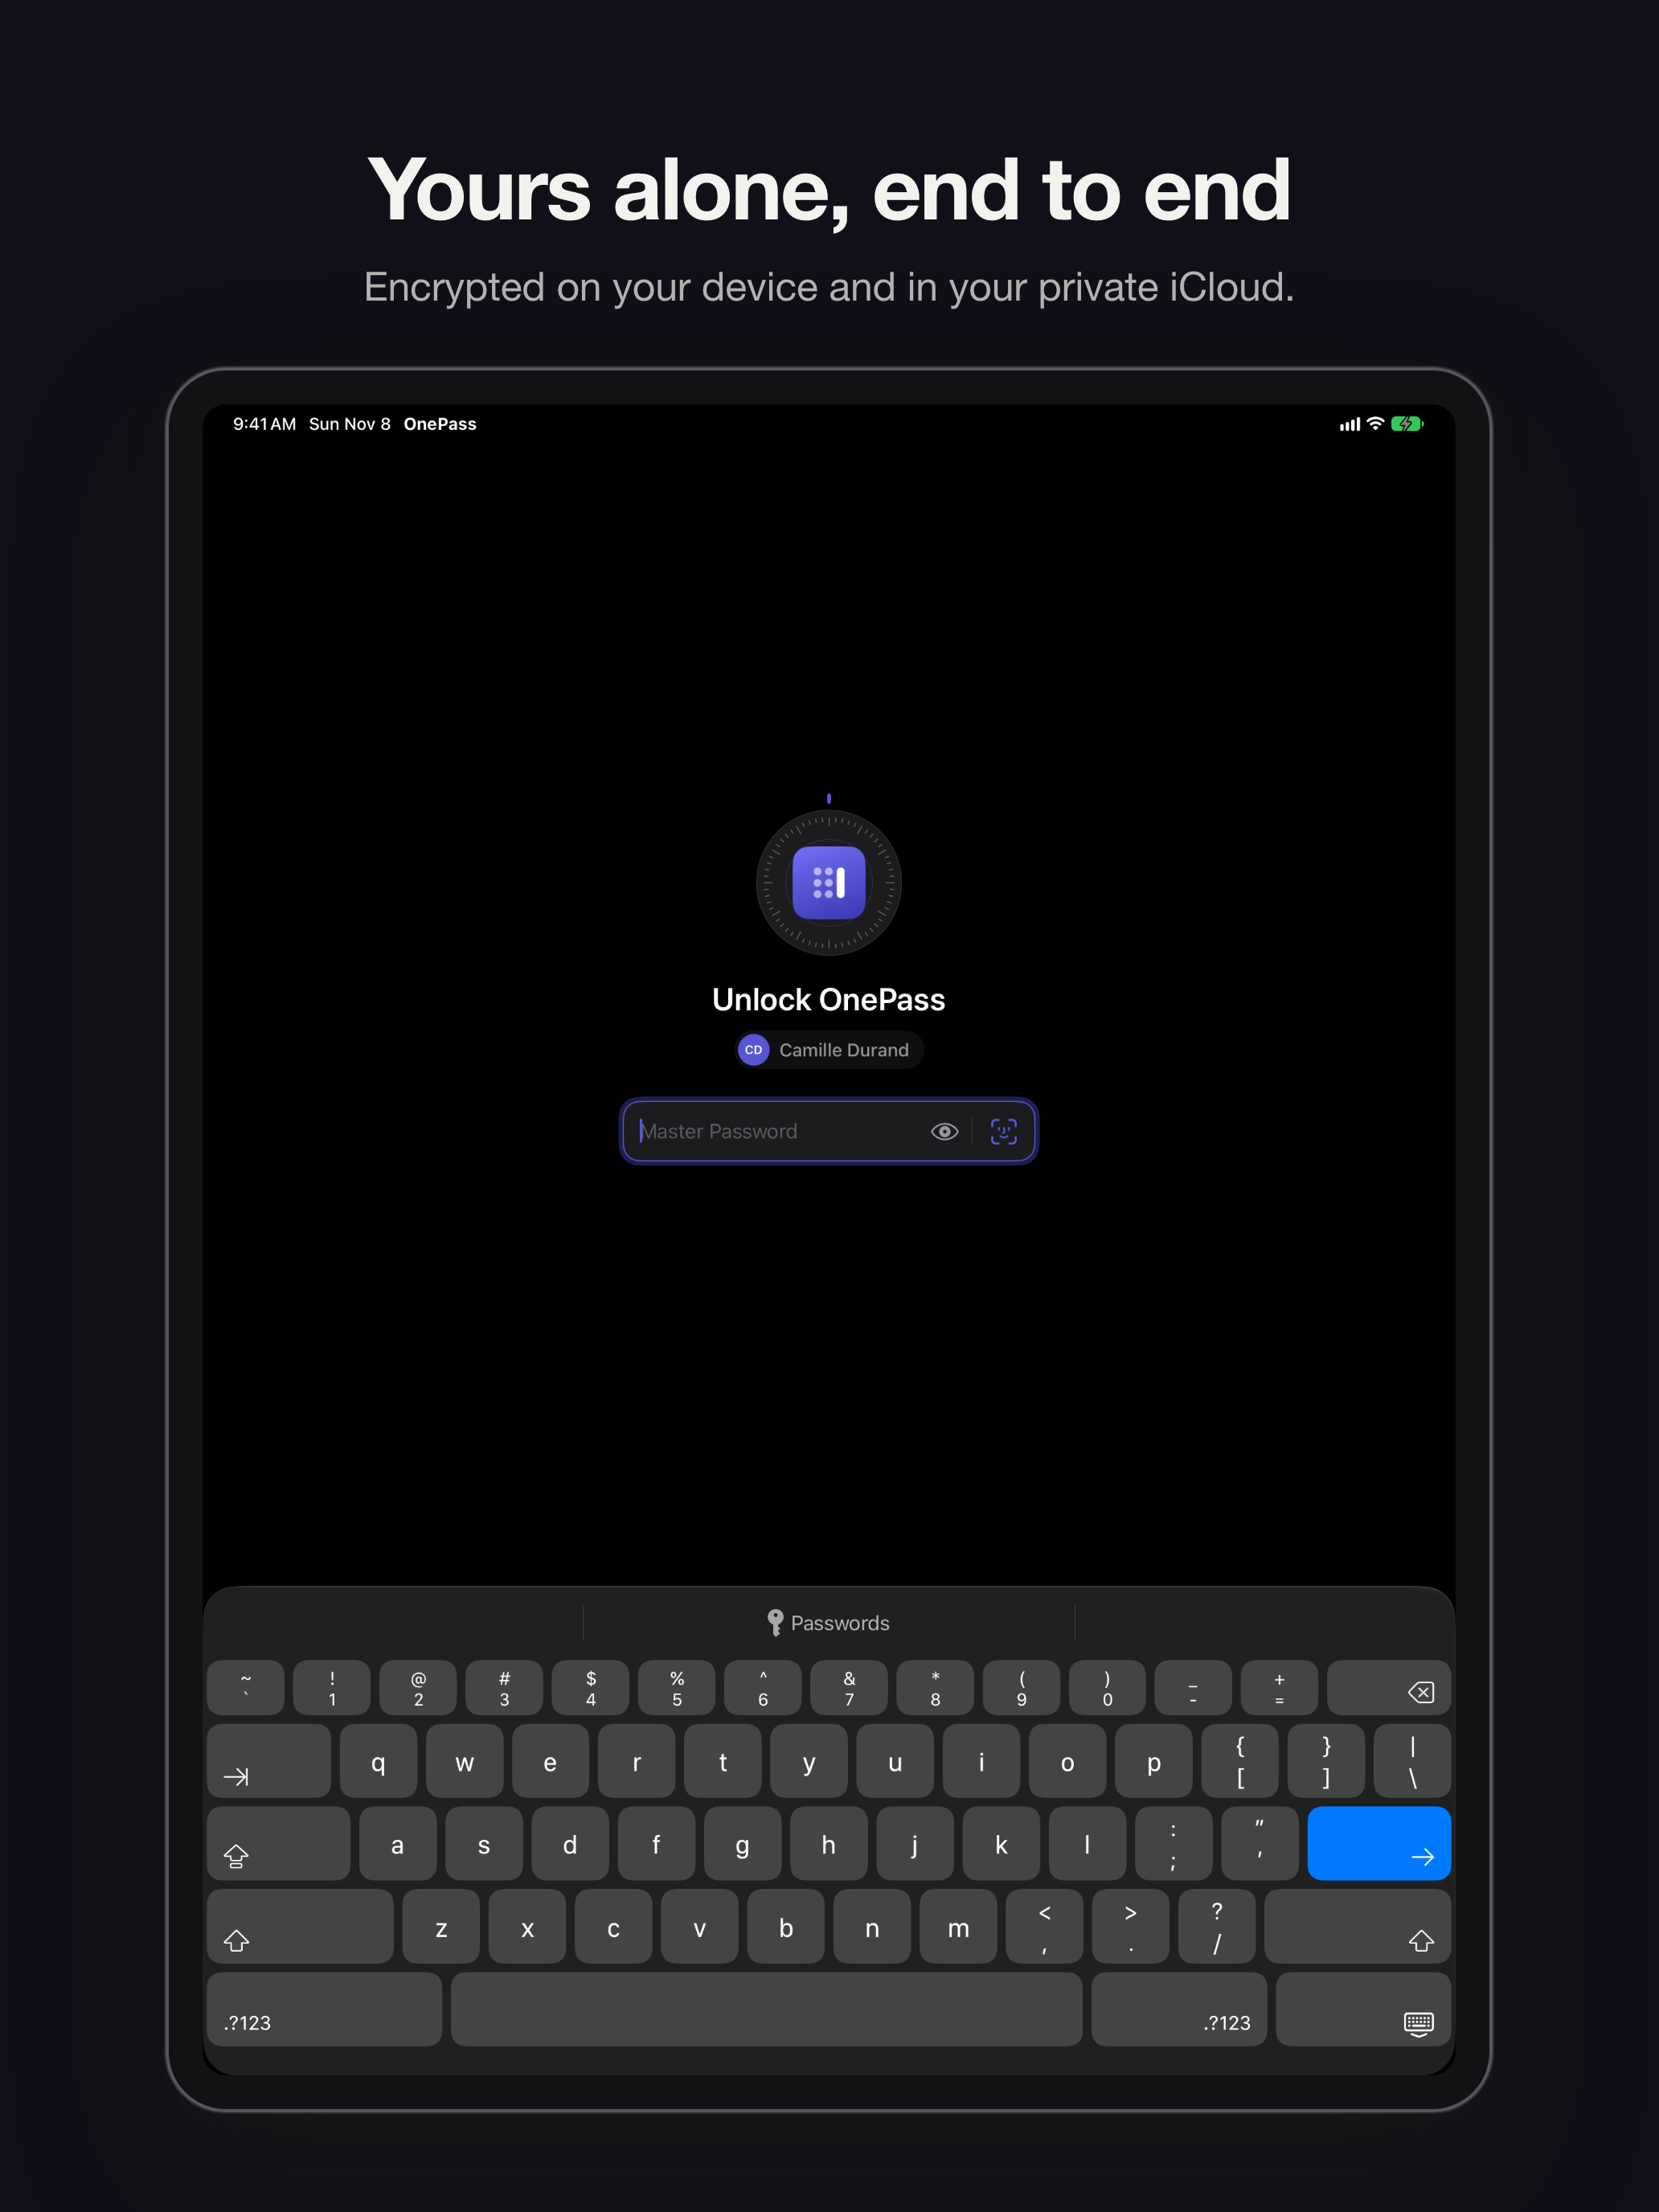 Yours alone, end to end
Encrypted on your device and in your private iCloud.
9:41 AM Sun Nov 8 OnePass
Unlock OnePass
CD Camille Durand
Master Password
Passwords
~ ! @ # $ % ^ & * ( ) _ +
` 1 2 3 4 5 6 7 8 9 0 - =
q w e r t y u i o p { } |
[ ] \
a s d f g h j k l : "
; '
z x c v b n m < > ?
, . /
.?123 .?123